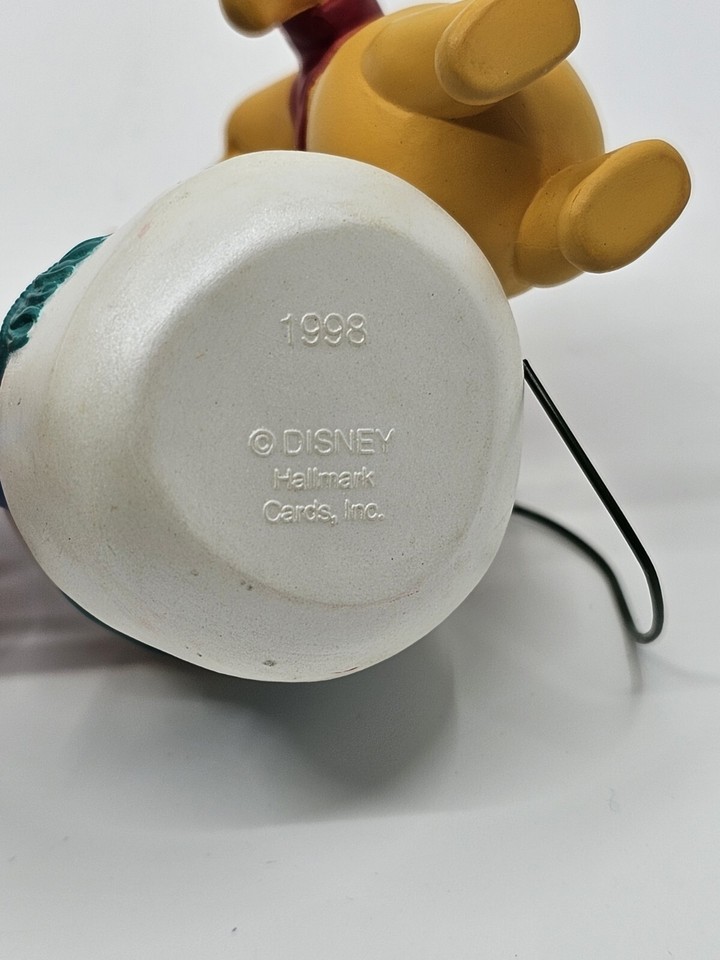 1998
© DISNEY
Hallmark
Cards, Inc.